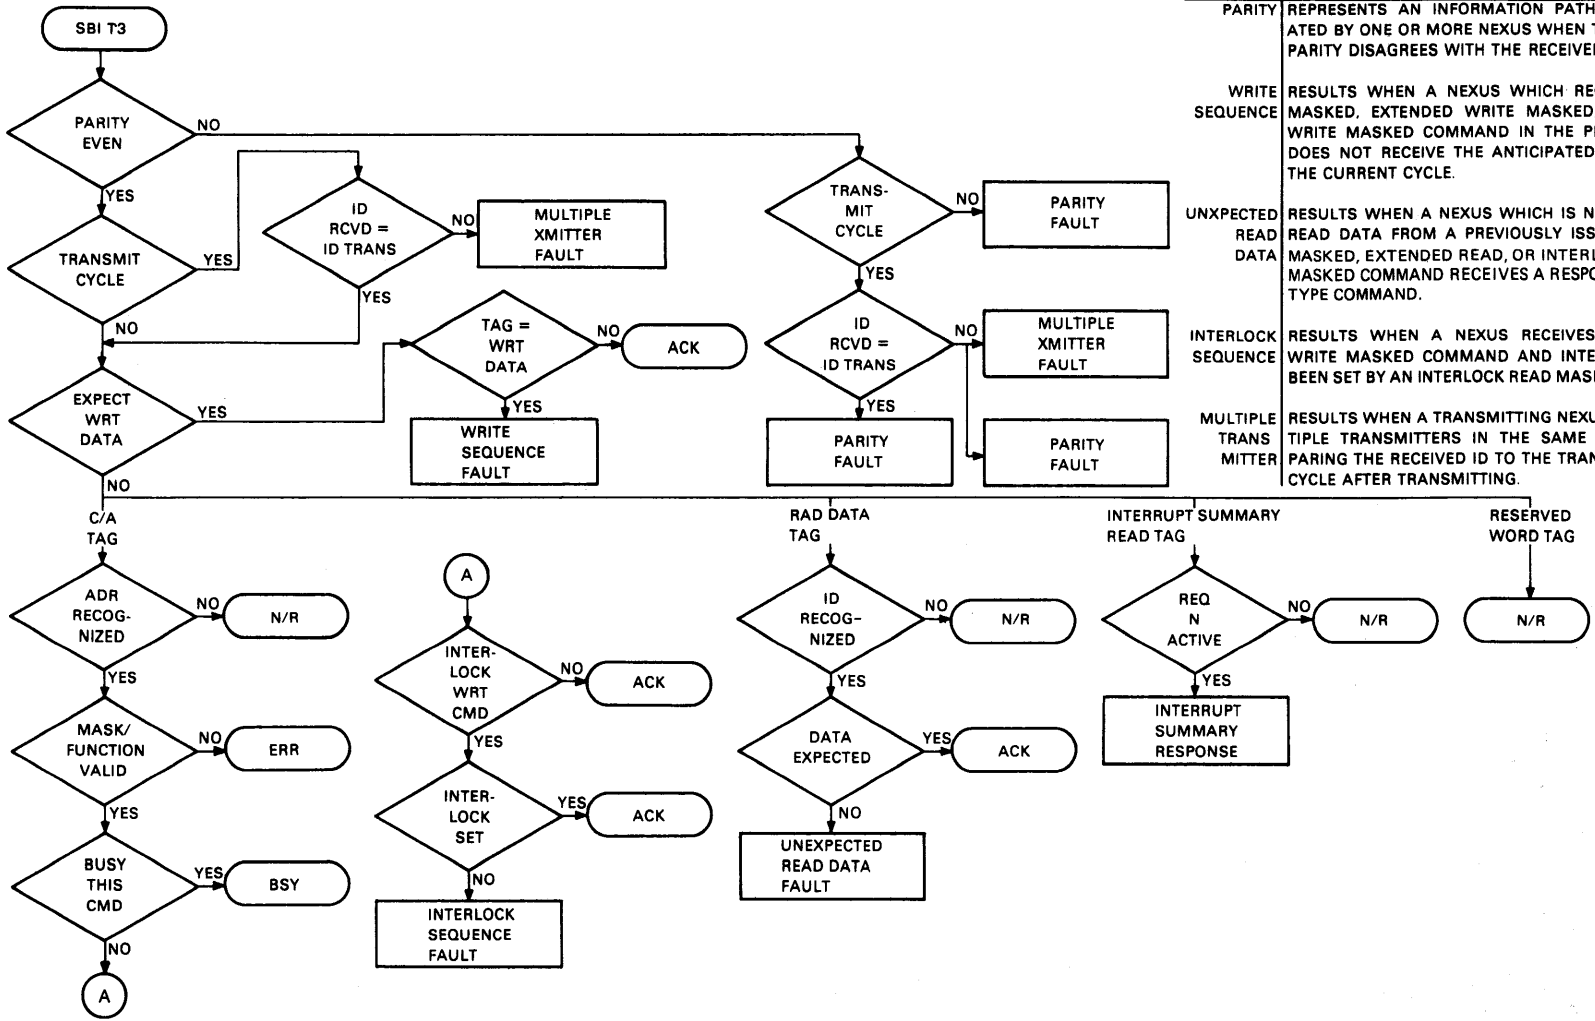 SBI T3
PARITY
EVEN
NO
YES
TRANSMIT
CYCLE
YES
NO
ID
RCVD =
ID TRANS
NO
YES
MULTIPLE
XMITTER
FAULT
EXPECT
WRT
DATA
YES
NO
TAG =
WRT
DATA
NO
ACK
YES
WRITE
SEQUENCE
FAULT
TRANS-
MIT
CYCLE
NO
PARITY
FAULT
YES
ID
RCVD =
ID TRANS
NO
MULTIPLE
XMITTER
FAULT
YES
PARITY
FAULT
PARITY
FAULT
PARITY REPRESENTS AN INFORMATION PATH
ATED BY ONE OR MORE NEXUS WHEN
PARITY DISAGREES WITH THE
WRITE RESULTS WHEN A NEXUS WHICH
SEQUENCE MASKED, EXTENDED WRITE MASKED
WRITE MASKED COMMAND IN THE
DOES NOT RECEIVE THE ANTICIPATED
THE CURRENT CYCLE.
UNXPECTED RESULTS WHEN A NEXUS WHICH IS
READ READ DATA FROM A PREVIOUSLY
DATA MASKED, EXTENDED READ, OR
MASKED COMMAND RECEIVES A
TYPE COMMAND.
INTERLOCK RESULTS WHEN A NEXUS RECEIVES
SEQUENCE WRITE MASKED COMMAND AND
BEEN SET BY AN INTERLOCK READ
MULTIPLE RESULTS WHEN A TRANSMITTING
TRANS TIPLE TRANSMITTERS IN THE SAME
MITTER PARING THE RECEIVED ID TO THE
CYCLE AFTER TRANSMITTING.
C/A
TAG
ADR
RECOG-
NIZED
NO
N/R
YES
MASK/
FUNCTION
VALID
NO
ERR
YES
BUSY
THIS
CMD
YES
BSY
NO
A
A
INTER-
LOCK
WRT
CMD
NO
ACK
YES
INTER-
LOCK
SET
YES
ACK
NO
INTERLOCK
SEQUENCE
FAULT
RAD DATA
TAG
ID
RECOG-
NIZED
NO
N/R
YES
DATA
EXPECTED
YES
ACK
NO
UNEXPECTED
READ DATA
FAULT
INTERRUPT SUMMARY
READ TAG
REQ
N
ACTIVE
NO
N/R
YES
INTERRUPT
SUMMARY
RESPONSE
RESERVED
WORD TAG
N/R